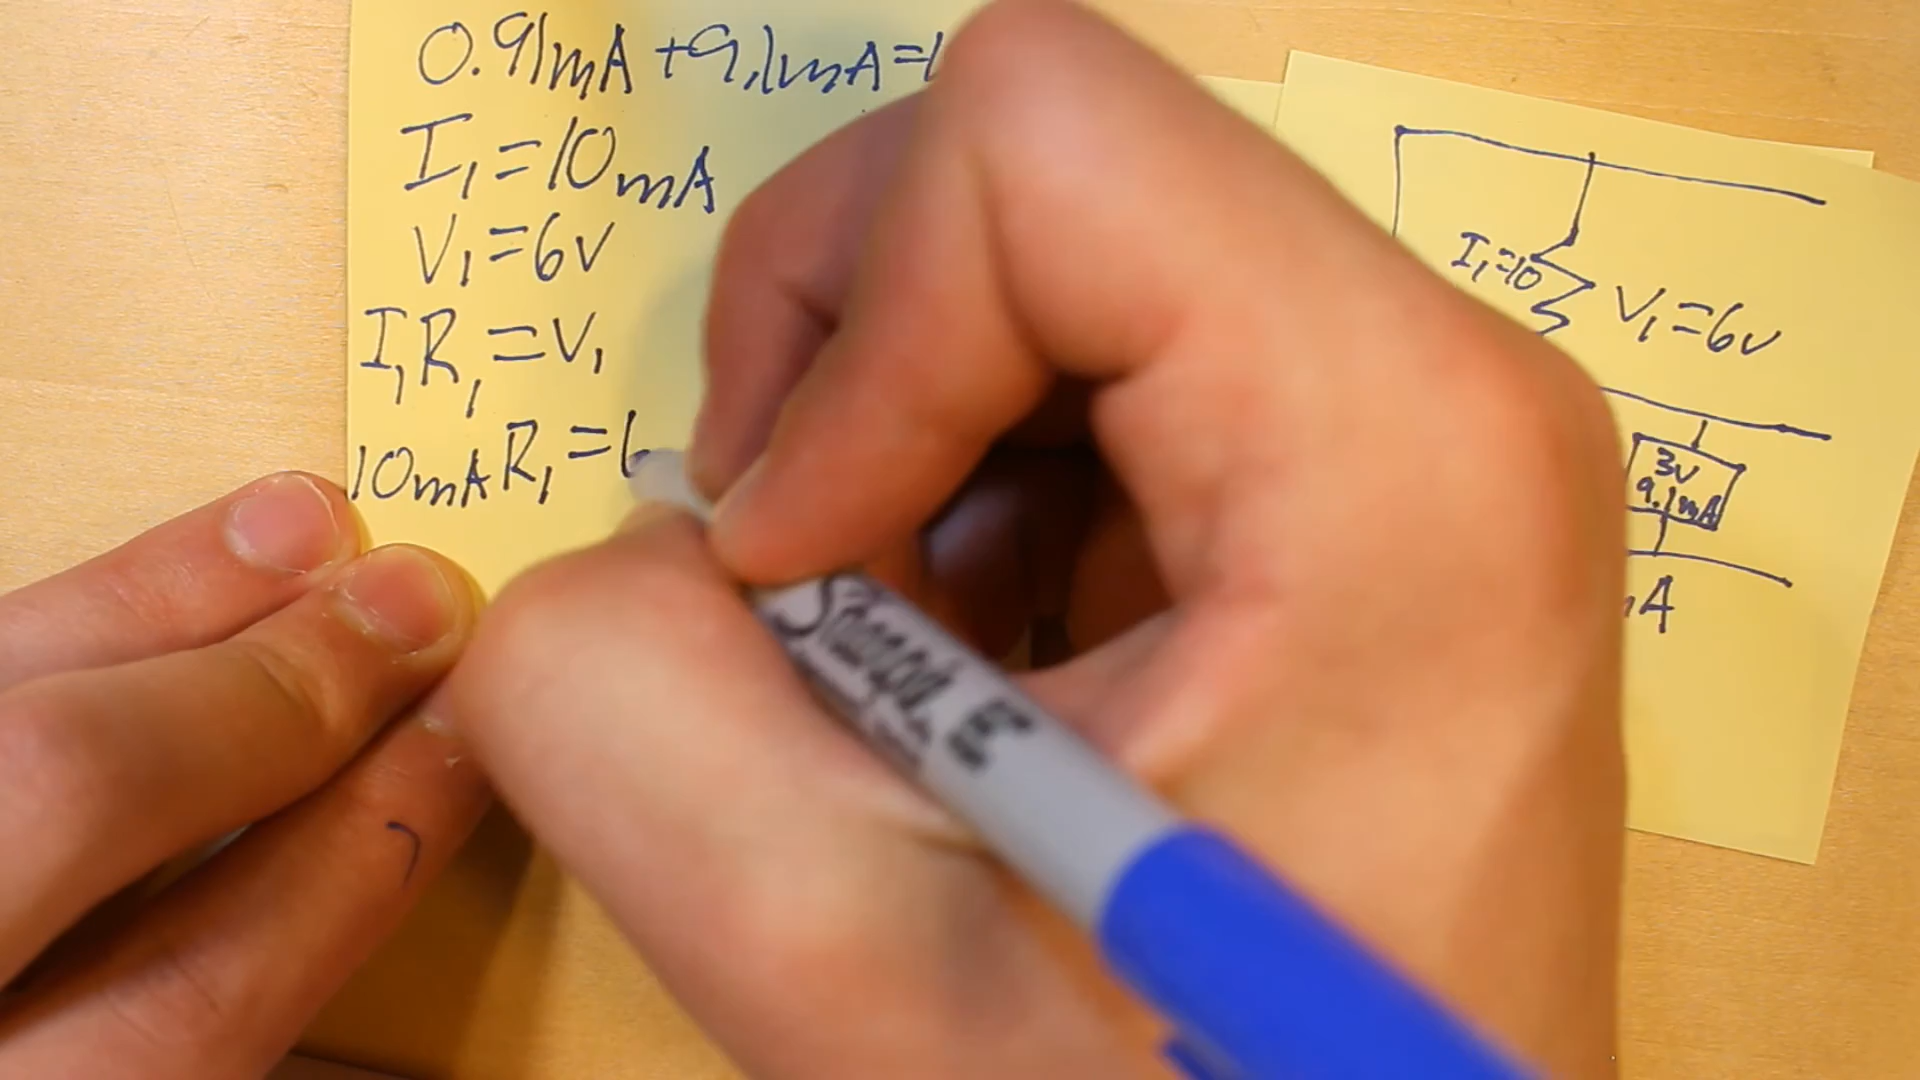 0.91mA + 9.1mA = 1
I₁ = 10mA
V₁ = 6v
I₁R₁ = V₁
10mA R₁ = 6
I₁=10
V₁=6v
3v
9.1mA
A